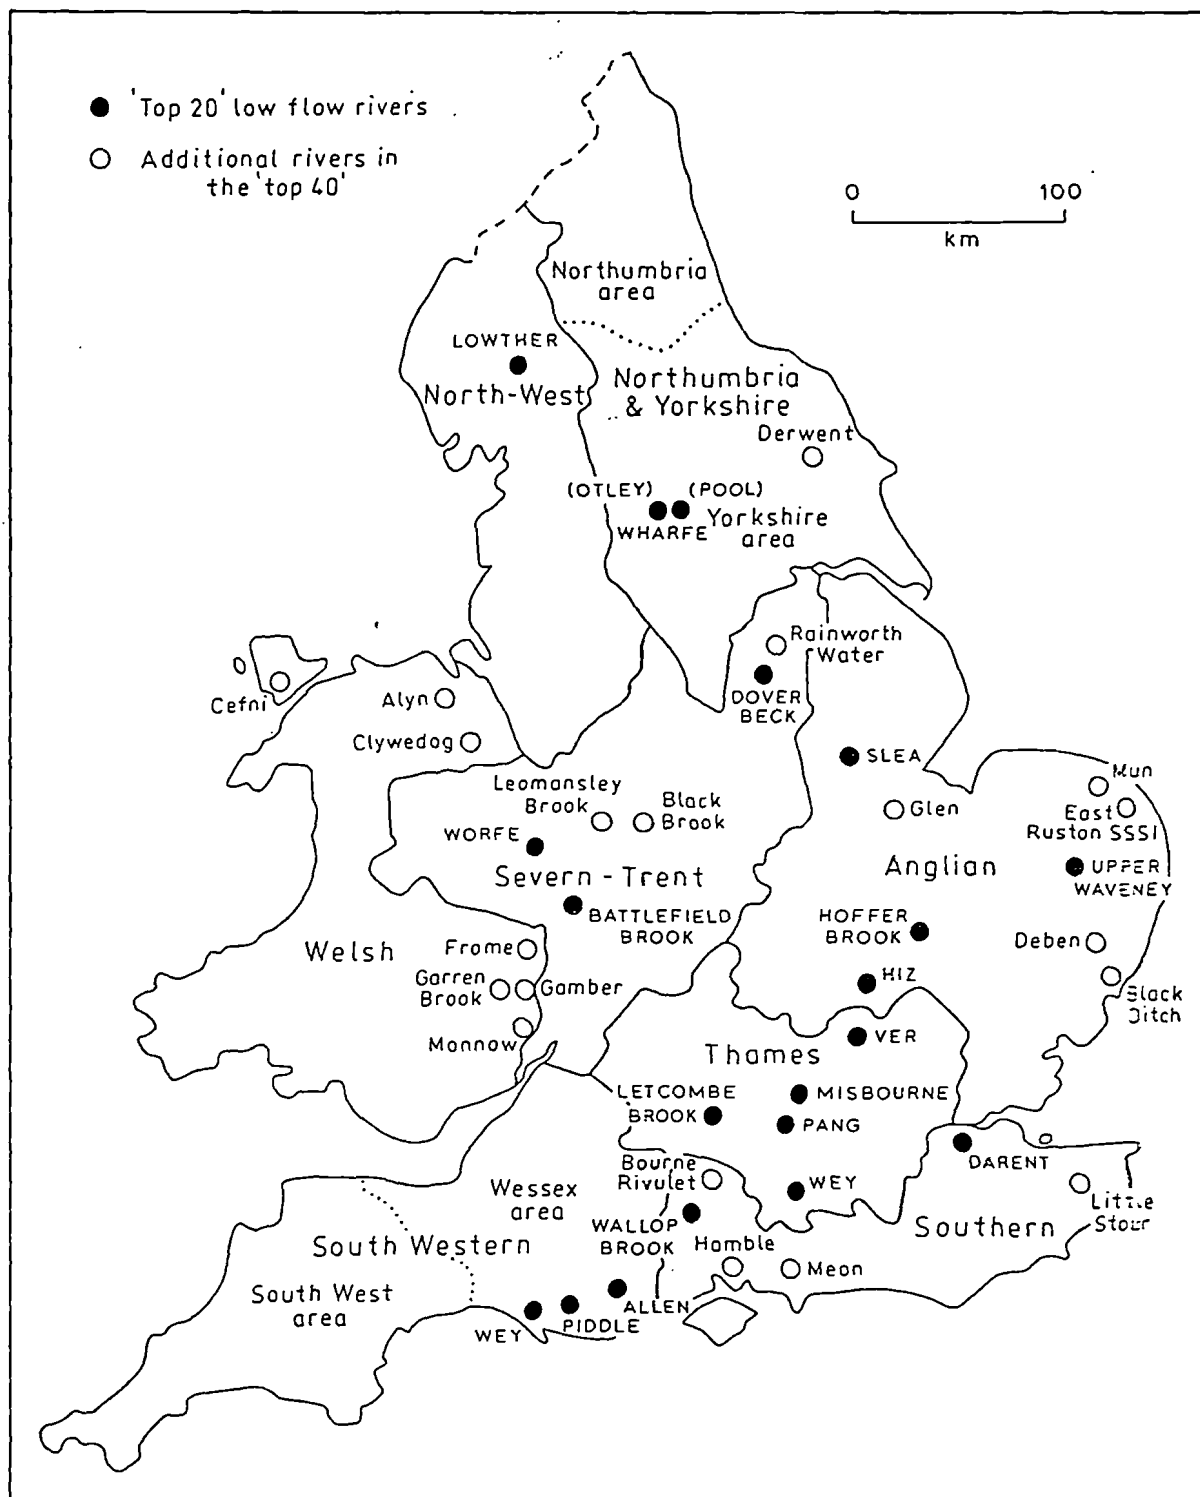 'Top 20' low flow rivers
Additional rivers in
the 'top 40'
0 100
km
Northumbria
area
LOWTHER
North-West
Northumbria
& Yorkshire
Derwent
(OTLEY) (POOL)
WHARFE
Yorkshire
area
Rainworth
Water
DOVER
BECK
Cefni
Alyn
Clywedog
SLEA
Mun
Glen
East
Ruston SSSI
Leomansley
Brook
Black
Brook
WORFE
Severn-Trent
Anglian
UPPER
WAVENEY
BATTLEFIELD
BROOK
HOFFER
BROOK
Deben
Welsh
Frome
Garren
Brook
Gamber
HIZ
Black
Ditch
Monnow
VER
Thames
LETCOMBE
BROOK
MISBOURNE
PANG
DARENT
Bourne
Rivulet
WEY
Little
Stour
Wessex
area
WALLOP
BROOK
Southern
South Western
Hamble
Meon
South West
area
ALLEN
PIDDLE
WEY